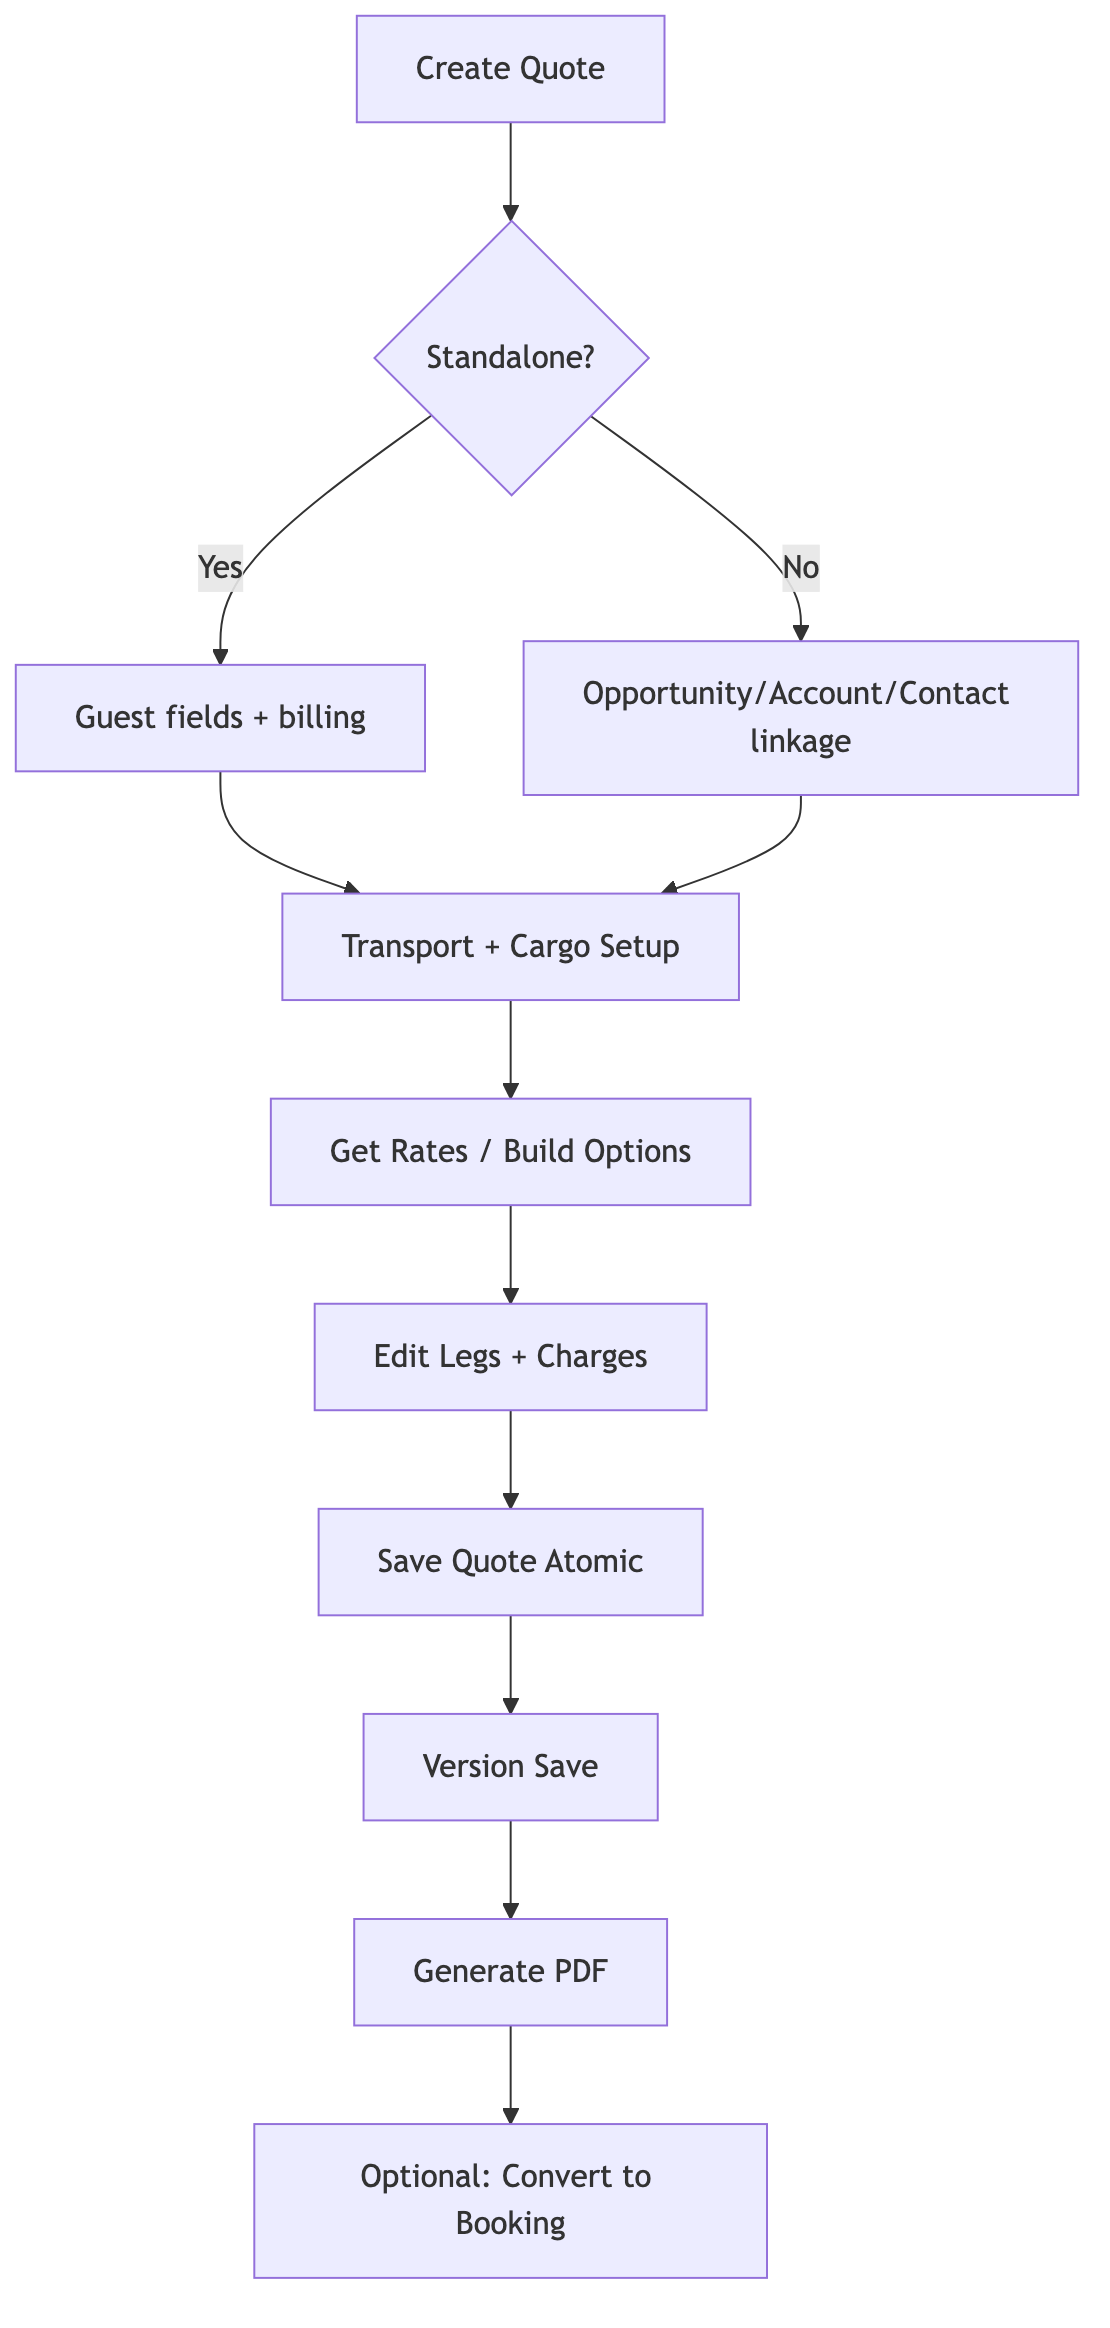 Create Quote
Standalone?
Yes
No
Guest fields + billing
Opportunity/Account/Contact
linkage
Transport + Cargo Setup
Get Rates / Build Options
Edit Legs + Charges
Save Quote Atomic
Version Save
Generate PDF
Optional: Convert to
Booking